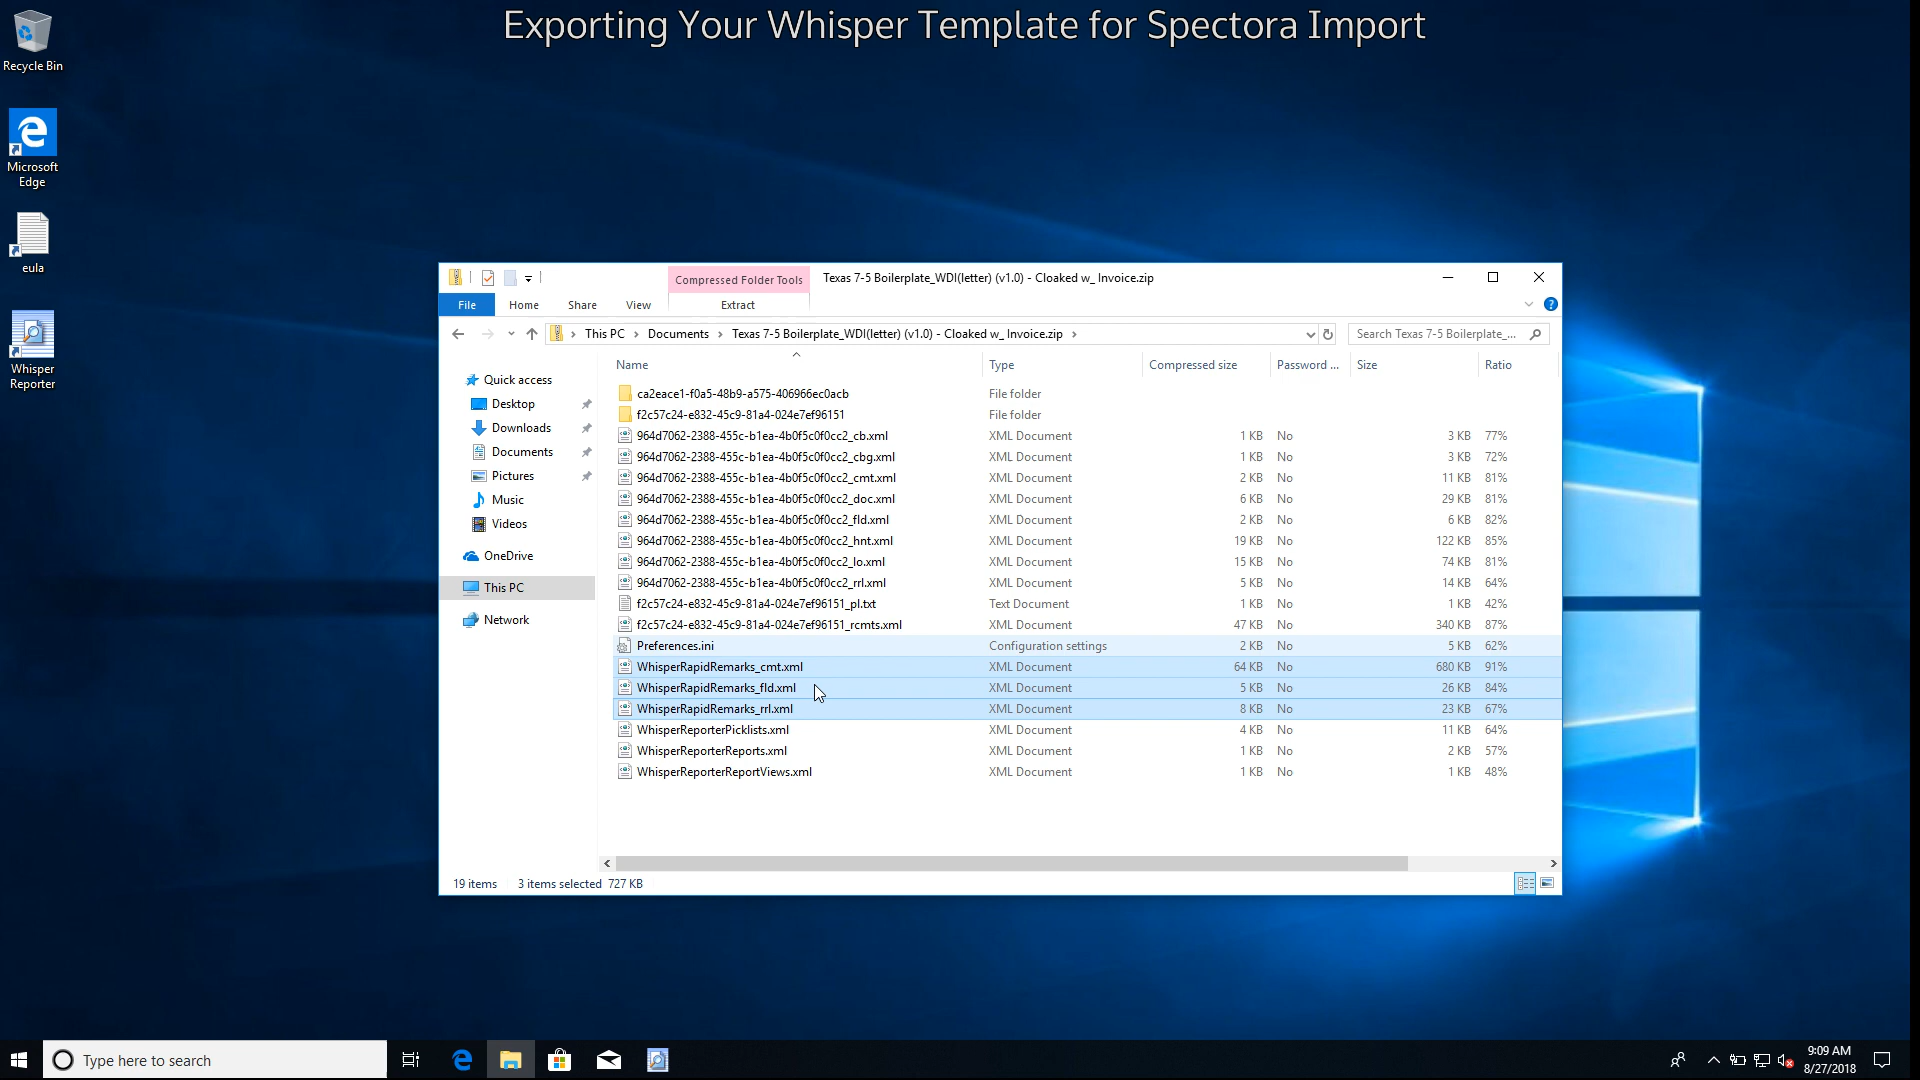 Exporting Your Whisper Template for Spectora Import
Recycle Bin
Microsoft
Edge
eula
Whisper
Reporter
Compressed Folder Tools
Texas 7-5 Boilerplate_WDI(letter) (v1.0) - Cloaked w_ Invoice.zip
File
Home
Share
View
Extract
This PC
Documents
Texas 7-5 Boilerplate_WDI(letter) (v1.0) - Cloaked w_ Invoice.zip
Search Texas 7-5 Boilerplate_...
Quick access
Desktop
Downloads
Documents
Pictures
Music
Videos
OneDrive
This PC
Network
Name Type Compressed size Password ... Size Ratio
ca2eace1-f0a5-48b9-a575-406966ec0acb File folder
f2c57c24-e832-45c9-81a4-024e7ef96151 File folder
964d7062-2388-455c-b1ea-4b0f5c0f0cc2_cb.xml XML Document 1 KB No 3 KB 77%
964d7062-2388-455c-b1ea-4b0f5c0f0cc2_cbg.xml XML Document 1 KB No 3 KB 72%
964d7062-2388-455c-b1ea-4b0f5c0f0cc2_cmt.xml XML Document 2 KB No 11 KB 81%
964d7062-2388-455c-b1ea-4b0f5c0f0cc2_doc.xml XML Document 6 KB No 29 KB 81%
964d7062-2388-455c-b1ea-4b0f5c0f0cc2_fld.xml XML Document 2 KB No 6 KB 82%
964d7062-2388-455c-b1ea-4b0f5c0f0cc2_hnt.xml XML Document 19 KB No 122 KB 85%
964d7062-2388-455c-b1ea-4b0f5c0f0cc2_lo.xml XML Document 15 KB No 74 KB 81%
964d7062-2388-455c-b1ea-4b0f5c0f0cc2_rrl.xml XML Document 5 KB No 14 KB 64%
f2c57c24-e832-45c9-81a4-024e7ef96151_pl.txt Text Document 1 KB No 1 KB 42%
f2c57c24-e832-45c9-81a4-024e7ef96151_rcmts.xml XML Document 47 KB No 340 KB 87%
Preferences.ini Configuration settings 2 KB No 5 KB 62%
WhisperRapidRemarks_cmt.xml XML Document 64 KB No 680 KB 91%
WhisperRapidRemarks_fld.xml XML Document 5 KB No 26 KB 84%
WhisperRapidRemarks_rrl.xml XML Document 8 KB No 23 KB 67%
WhisperReporterPicklists.xml XML Document 4 KB No 11 KB 64%
WhisperReporterReports.xml XML Document 1 KB No 2 KB 57%
WhisperReporterReportViews.xml XML Document 1 KB No 1 KB 48%
19 items 3 items selected 727 KB
Type here to search
9:09 AM
8/27/2018